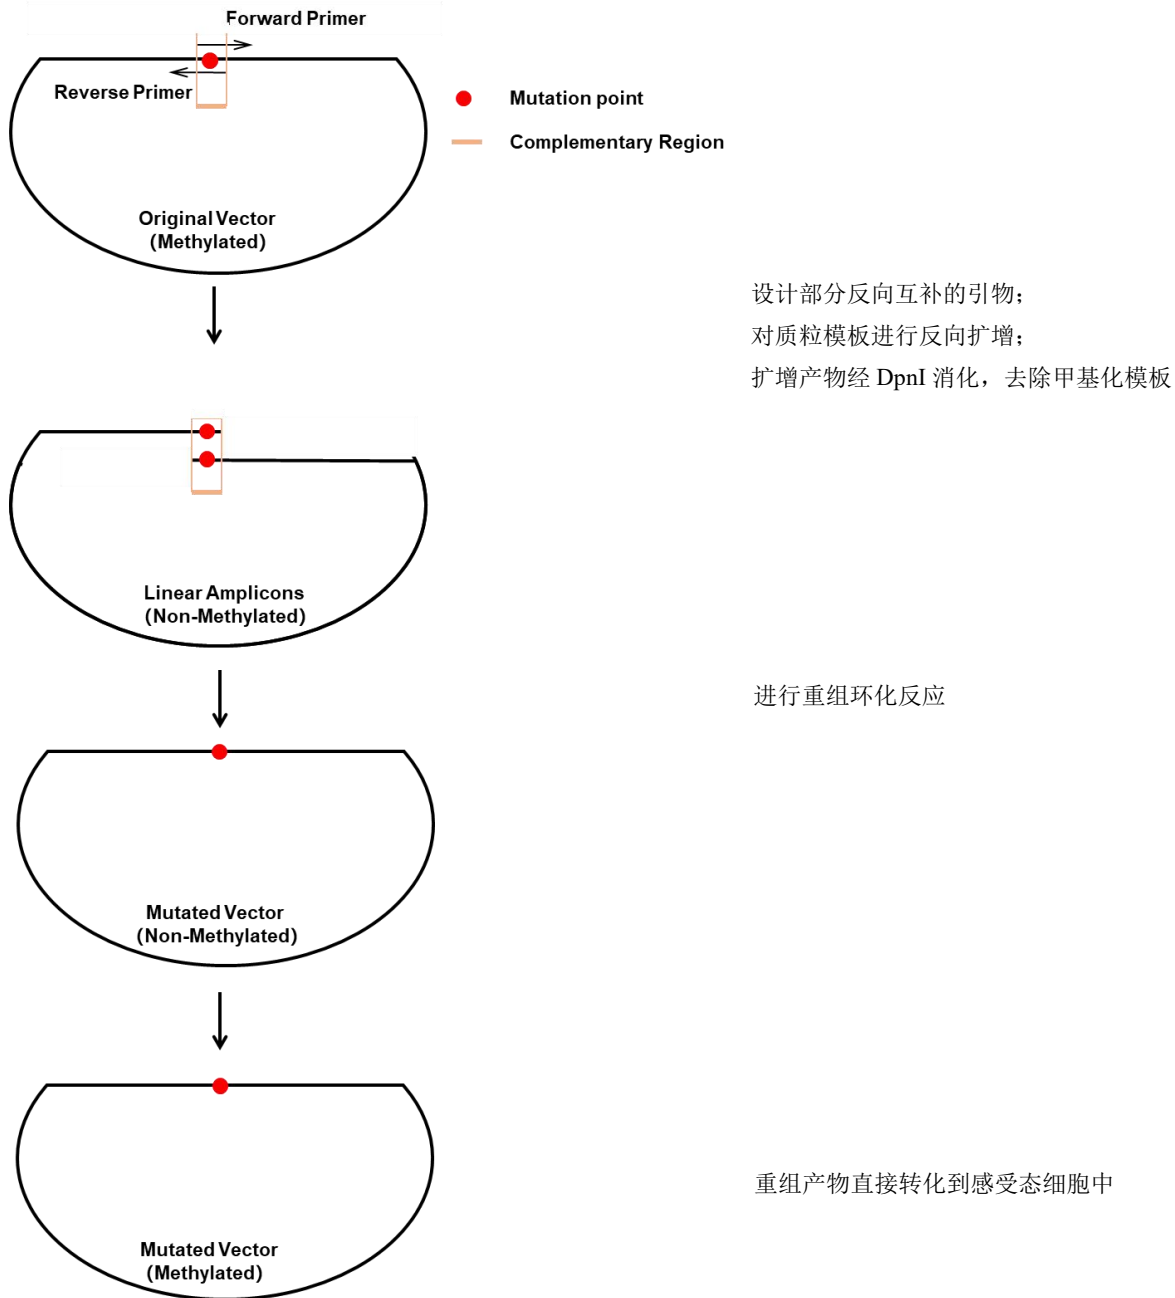 Forward Primer
Reverse Primer
Mutation point
Complementary Region
Original Vector
(Methylated)
设计部分反向互补的引物；
对质粒模板进行反向扩增；
扩增产物经 DpnI 消化，去除甲基化模板
Linear Amplicons
(Non-Methylated)
进行重组环化反应
Mutated Vector
(Non-Methylated)
重组产物直接转化到感受态细胞中
Mutated Vector
(Methylated)